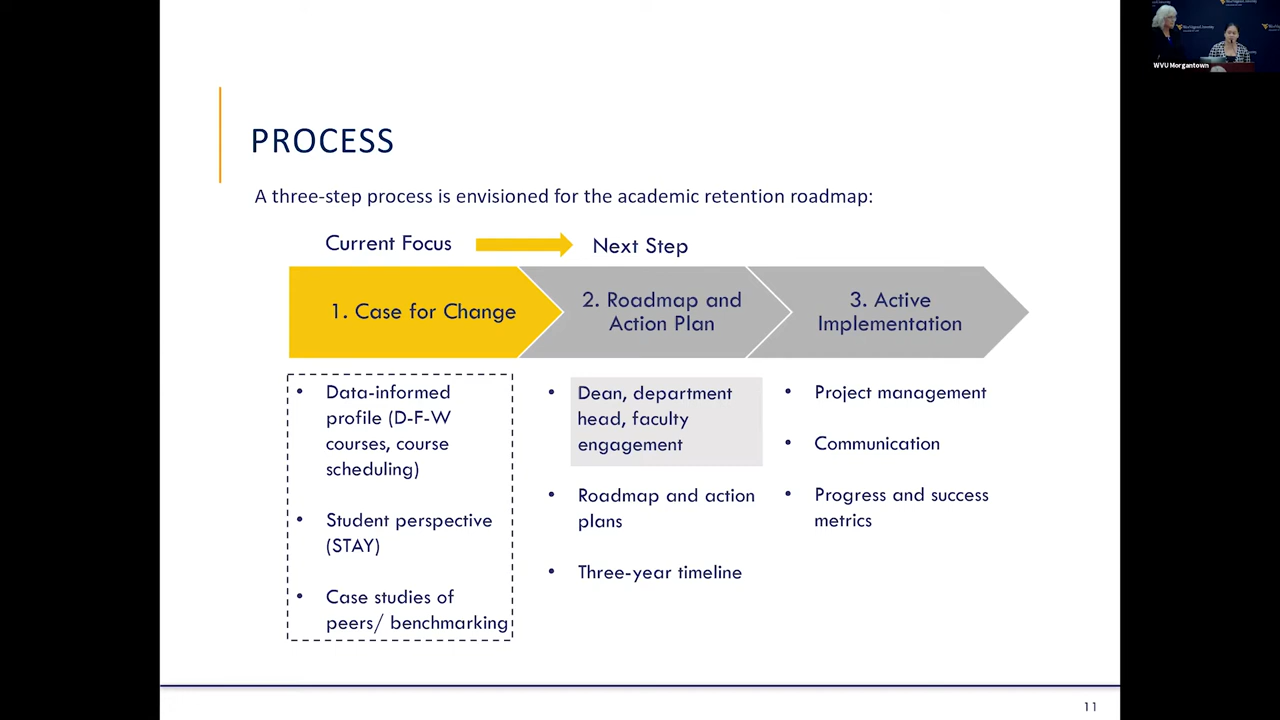 PROCESS
A three-step process is envisioned for the academic retention roadmap:
Current Focus
Next Step
1. Case for Change
2. Roadmap and
Action Plan
3. Active
Implementation
• Data-informed
profile (D-F-W
courses, course
scheduling)
• Student perspective
(STAY)
• Case studies of
peers/ benchmarking
• Dean, department
head, faculty
engagement
• Roadmap and action
plans
• Three-year timeline
• Project management
• Communication
• Progress and success
metrics
11
WVU Morgantown